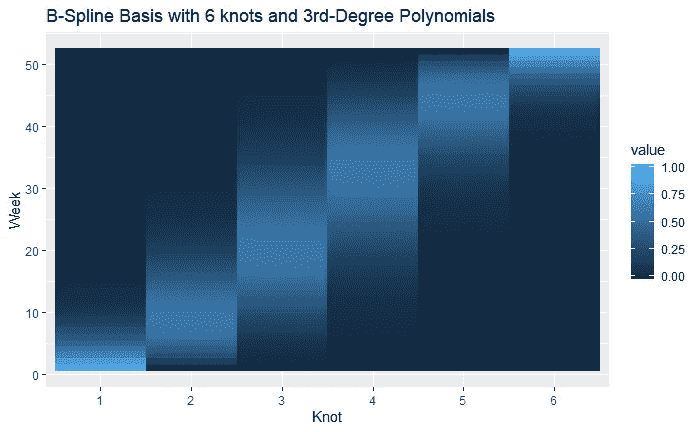 B-Spline Basis with 6 knots and 3rd-Degree Polynomials
50
40
30
20
10
0
Week
1 2 3 4 5 6
Knot
value
1.00
0.75
0.50
0.25
0.00